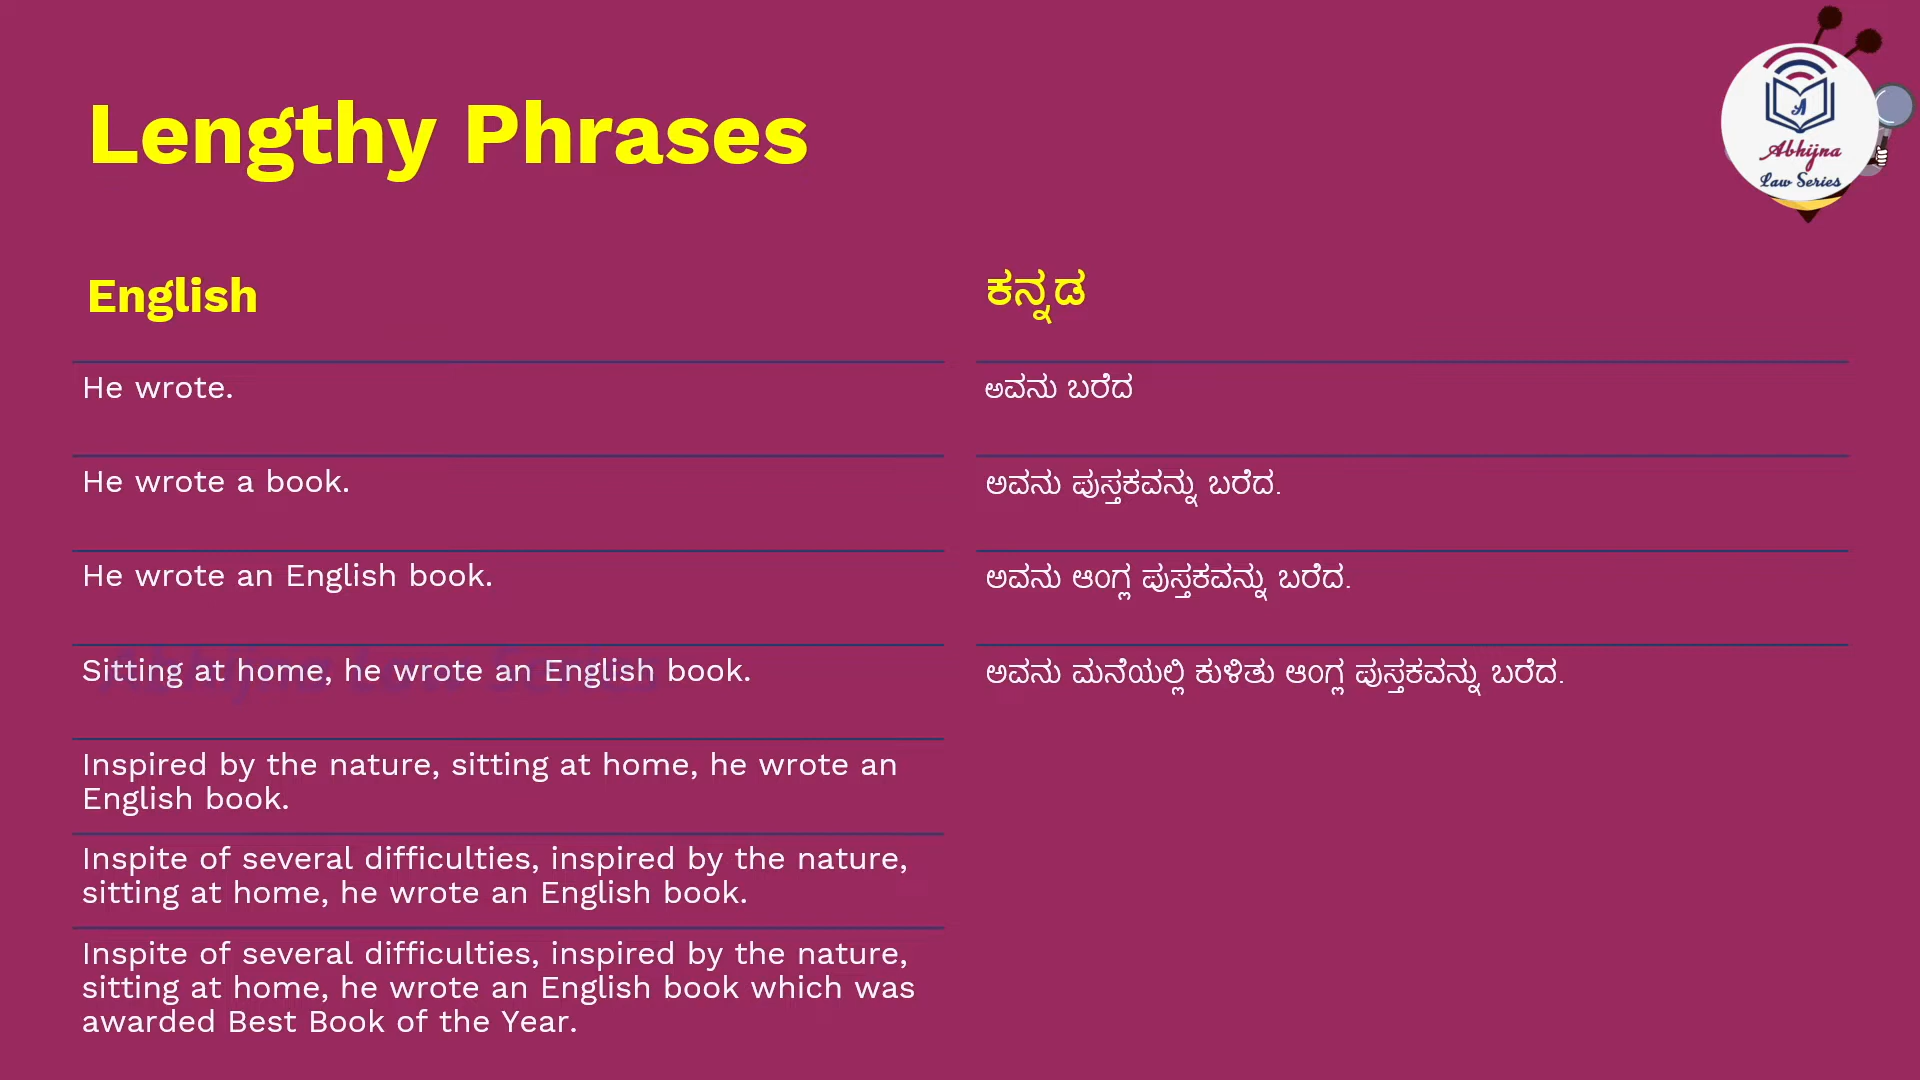 Lengthy Phrases
A
Abhijna
Law Series
English
ಕನ್ನಡ
He wrote.
ಅವನು ಬರೆದ
He wrote a book.
ಅವನು ಪುಸ್ತಕವನ್ನು ಬರೆದ.
He wrote an English book.
ಅವನು ಆಂಗ್ಲ ಪುಸ್ತಕವನ್ನು ಬರೆದ.
Sitting at home, he wrote an English book.
ಅವನು ಮನೆಯಲ್ಲಿ ಕುಳಿತು ಆಂಗ್ಲ ಪುಸ್ತಕವನ್ನು ಬರೆದ.
Inspired by the nature, sitting at home, he wrote an
English book.
Inspite of several difficulties, inspired by the nature,
sitting at home, he wrote an English book.
Inspite of several difficulties, inspired by the nature,
sitting at home, he wrote an English book which was
awarded Best Book of the Year.